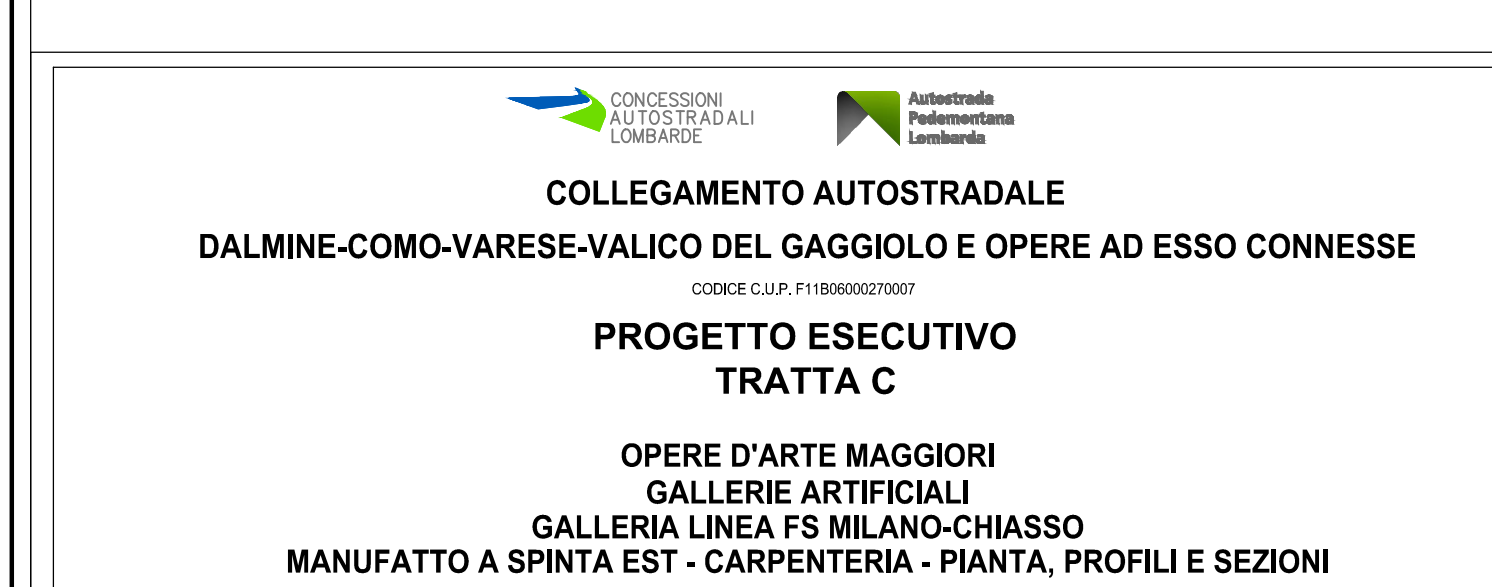 CONCESSIONI
AUTOSTRADALI
LOMBARDE
Autostrada
Pedemontana
Lombarda
COLLEGAMENTO AUTOSTRADALE
DALMINE-COMO-VARESE-VALICO DEL GAGGIOLO E OPERE AD ESSO CONNESSE
CODICE C.U.P. F11B06000270007
PROGETTO ESECUTIVO
TRATTA C
OPERE D'ARTE MAGGIORI
GALLERIE ARTIFICIALI
GALLERIA LINEA FS MILANO-CHIASSO
MANUFATTO A SPINTA EST - CARPENTERIA - PIANTA, PROFILI E SEZIONI